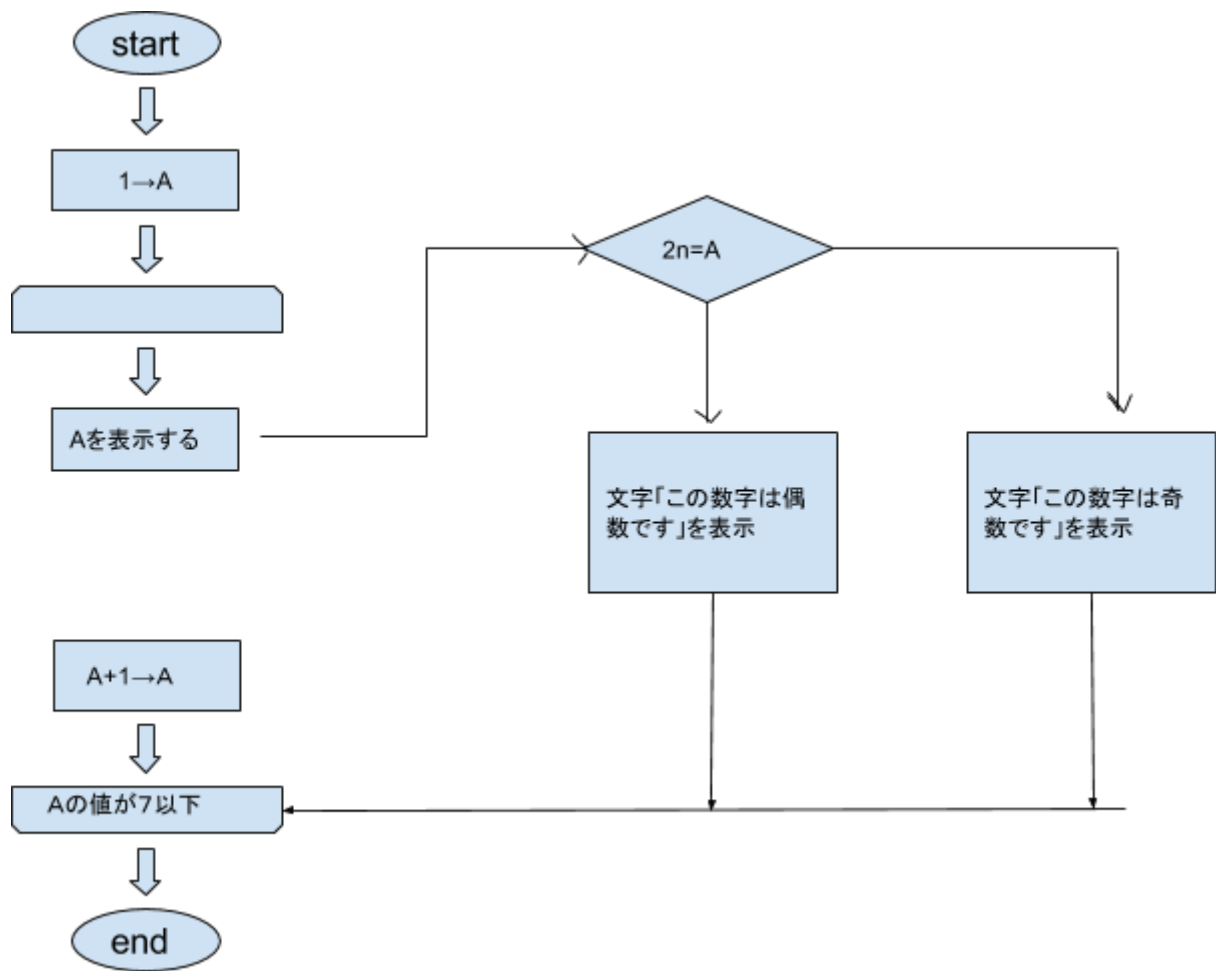 start
1→A
Aを表示する
2n=A
文字「この数字は偶
数です」を表示
文字「この数字は奇
数です」を表示
A+1→A
Aの値が7以下
end